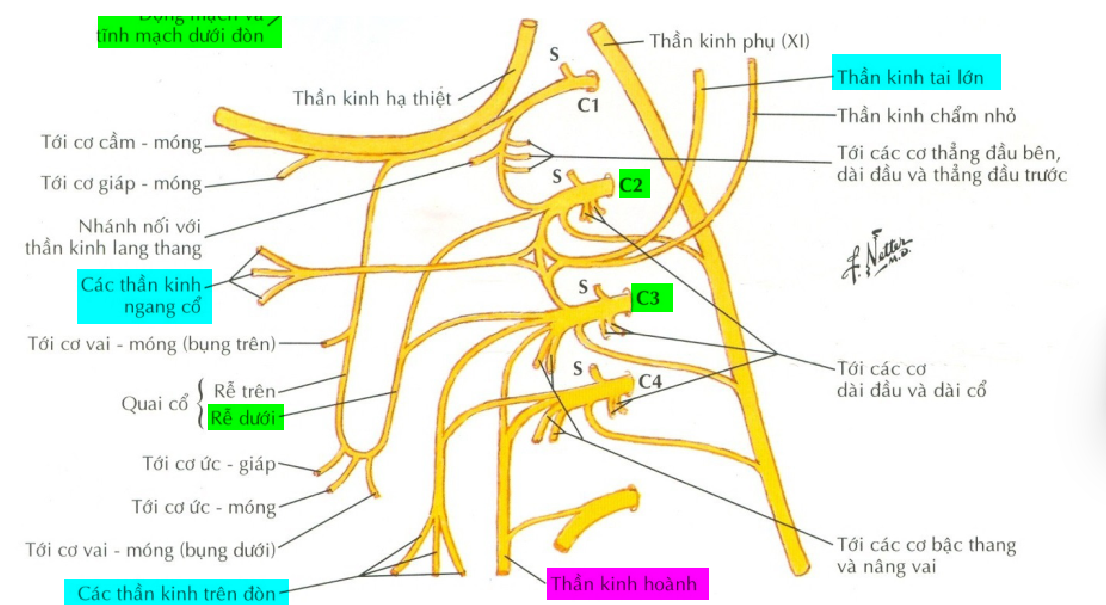 Động mạch và
tĩnh mạch dưới đòn
Thần kinh phụ (XI)
S
Thần kinh tai lớn
Thần kinh hạ thiệt
C1
Thần kinh chẩm nhỏ
Tới cơ cằm - móng
Tới các cơ thẳng đầu bên,
dài đầu và thẳng đầu trước
Tới cơ giáp - móng
S
C2
Nhánh nối với
thần kinh lang thang
F. Netter
M.D.
Các thần kinh
ngang cổ
S
C3
Tới cơ vai - móng (bụng trên)
S
C4
Tới các cơ
dài đầu và dài cổ
Quai cổ { Rễ trên
Rễ dưới
Tới cơ ức - giáp
Tới cơ ức - móng
Tới cơ vai - móng (bụng dưới)
Tới các cơ bậc thang
và nâng vai
Các thần kinh trên đòn
Thần kinh hoành